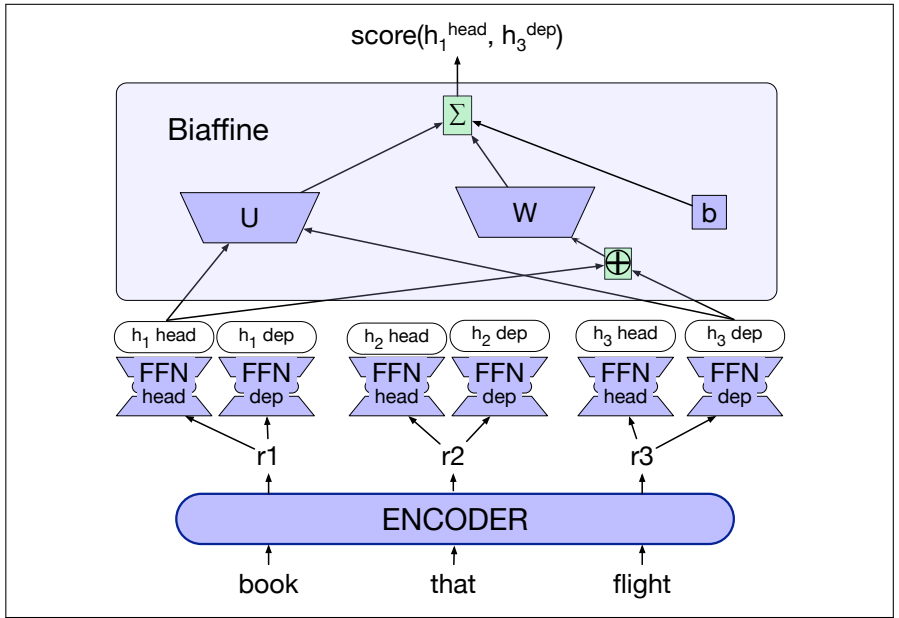 score(h₁ʰᵉᵃᵈ, h₃ᵈᵉᵖ)
∑
Biaffine
U W b
⊕
h₁ head h₁ dep h₂ head h₂ dep h₃ head h₃ dep
FFN head FFN dep FFN head FFN dep FFN head FFN dep
r1 r2 r3
ENCODER
book that flight